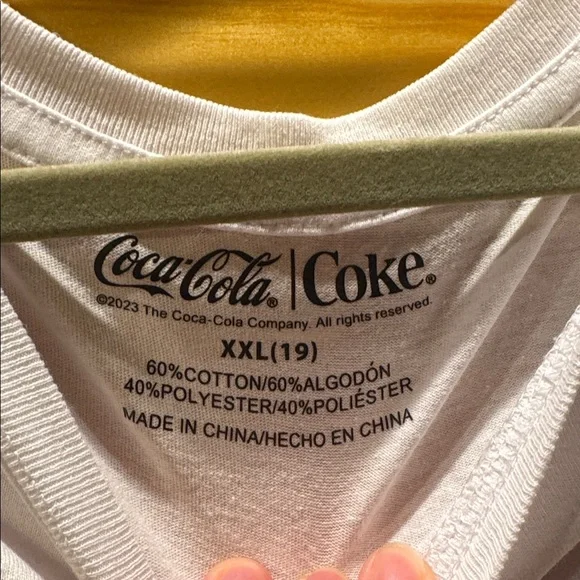 Coca-Cola® | Coke®
©2023 The Coca-Cola Company. All rights reserved.
XXL(19)
60%COTTON/60%ALGODÓN
40%POLYESTER/40%POLIÉSTER
MADE IN CHINA/HECHO EN CHINA